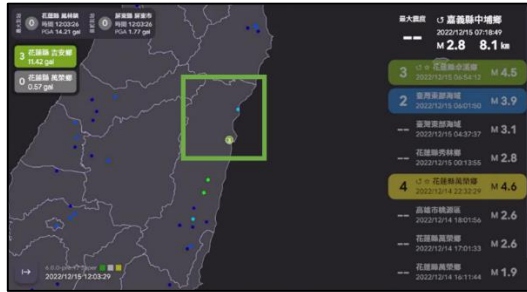 0
花蓮縣 萬榮鄉
時間 12:03:26
PGA 14.21 gal
0
屏東縣 屏東市
時間 12:03:26
PGA 1.77 gal
3
花蓮縣 吉安鄉
11.42 gal
0
花蓮縣 萬榮鄉
0.57 gal
最大震度
--
嘉義縣中埔鄉
2022/12/15 07:18:49
M 2.8 8.1 km
3
2022/12/15 06:54:12
M 4.5
2
臺灣東部海域
2022/12/15 06:01:50
M 3.9
--
臺灣東部海域
2022/12/15 04:37:37
M 3.1
--
花蓮縣秀林鄉
2022/12/15 00:13:55
M 2.8
4
花蓮縣萬榮鄉
2022/12/14 22:32:29
M 4.6
--
高雄市桃源區
2022/12/14 18:01:56
M 2.6
--
花蓮縣萬榮鄉
2022/12/14 17:01:33
M 2.6
--
花蓮縣萬榮鄉
2022/12/14 16:11:44
M 1.9
3
2022/12/15 12:03:29